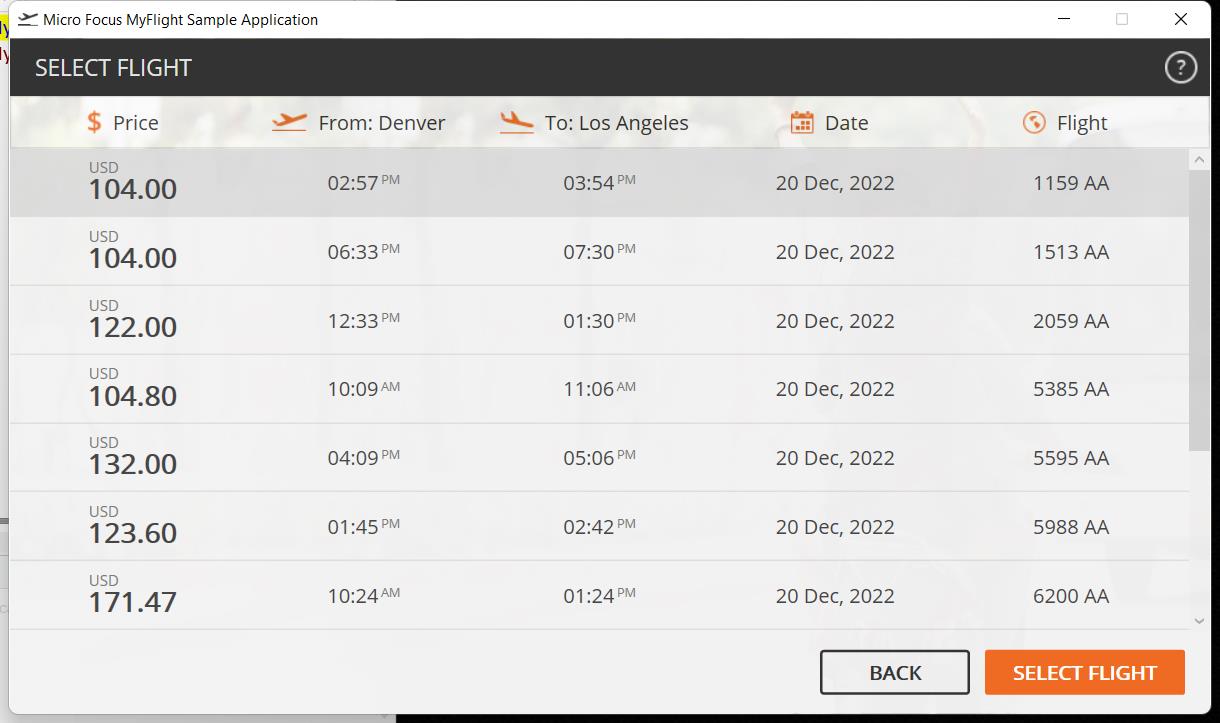 Micro Focus MyFlight Sample Application
SELECT FLIGHT ?
$ Price From: Denver To: Los Angeles Date Flight
USD
104.00 02:57 PM 03:54 PM 20 Dec, 2022 1159 AA
USD
104.00 06:33 PM 07:30 PM 20 Dec, 2022 1513 AA
USD
122.00 12:33 PM 01:30 PM 20 Dec, 2022 2059 AA
USD
104.80 10:09 AM 11:06 AM 20 Dec, 2022 5385 AA
USD
132.00 04:09 PM 05:06 PM 20 Dec, 2022 5595 AA
USD
123.60 01:45 PM 02:42 PM 20 Dec, 2022 5988 AA
USD
171.47 10:24 AM 01:24 PM 20 Dec, 2022 6200 AA
BACK SELECT FLIGHT